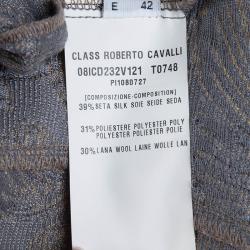 E 42
CLASS ROBERTO CAVALLI
08ICD232V121 T0748
PI1080727
[COMPOSIZIONE-COMPOSITION]
39% SETA SILK SOIE SEIDE SEDA
31% POLIESTERE POLYESTER POLY
POLYESTER POLIESTER POLIE
30% LANA WOOL LAINE WOLLE LAN